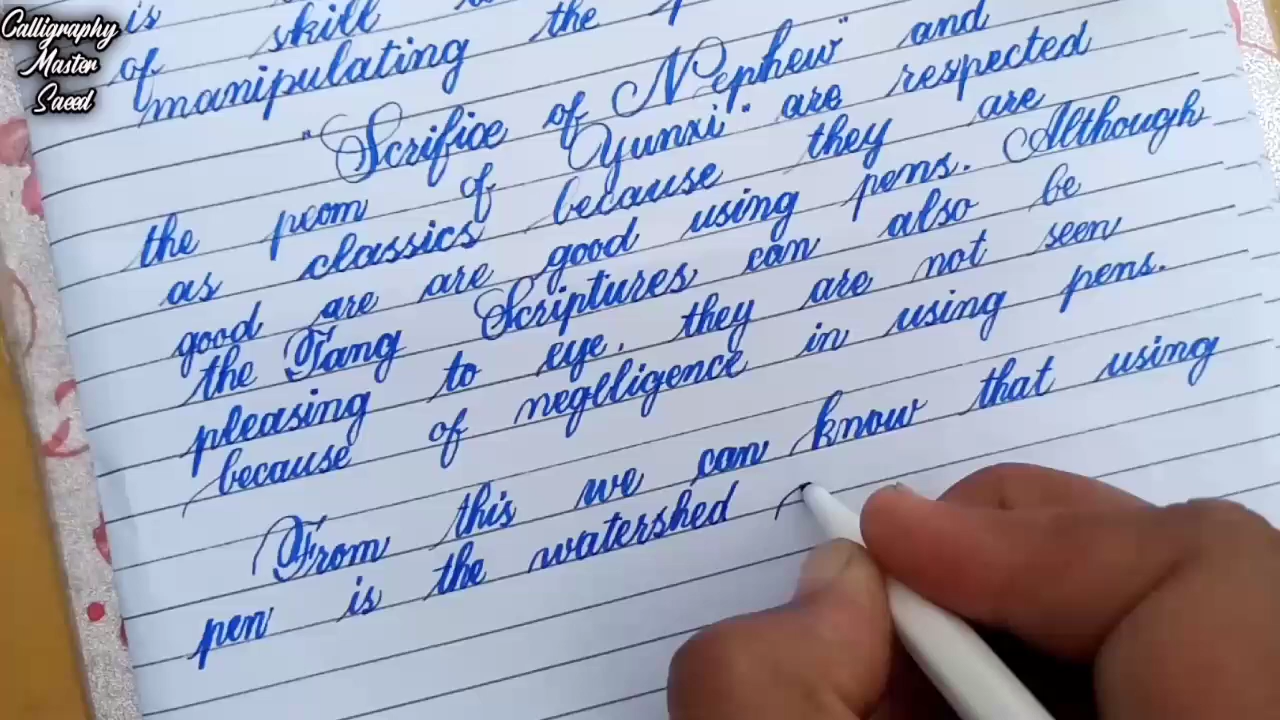 Calligraphy
Master
Saeed
is
of skill
manipulating the
"Scrifice of Nephew" and
the peom of Yunxi" are respected
as classics because they are
good are are good using pens. Although
the Tang Scriptures can also be
pleasing to eye. they are not seen
because of neglligence in using pens.
From this we can know that using
pen is the watershed